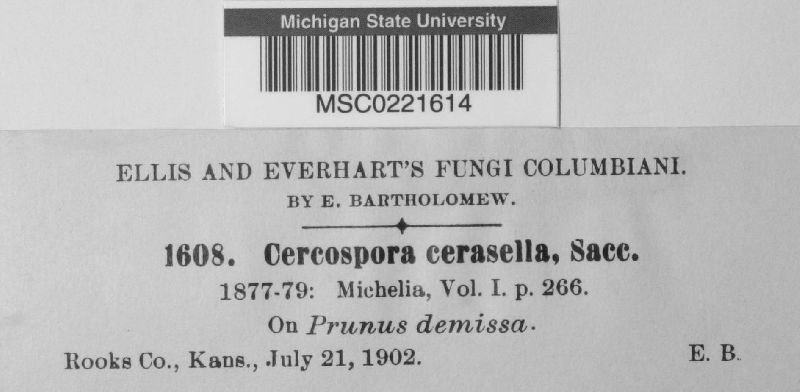 Michigan State University
MSC0221614
ELLIS AND EVERHART'S FUNGI COLUMBIANI.
BY E. BARTHOLOMEW.
1608. Cercospora cerasella, Sacc.
1877-79: Michelia, Vol. I. p. 266.
On Prunus demissa.
Rooks Co., Kans., July 21, 1902. E. B.